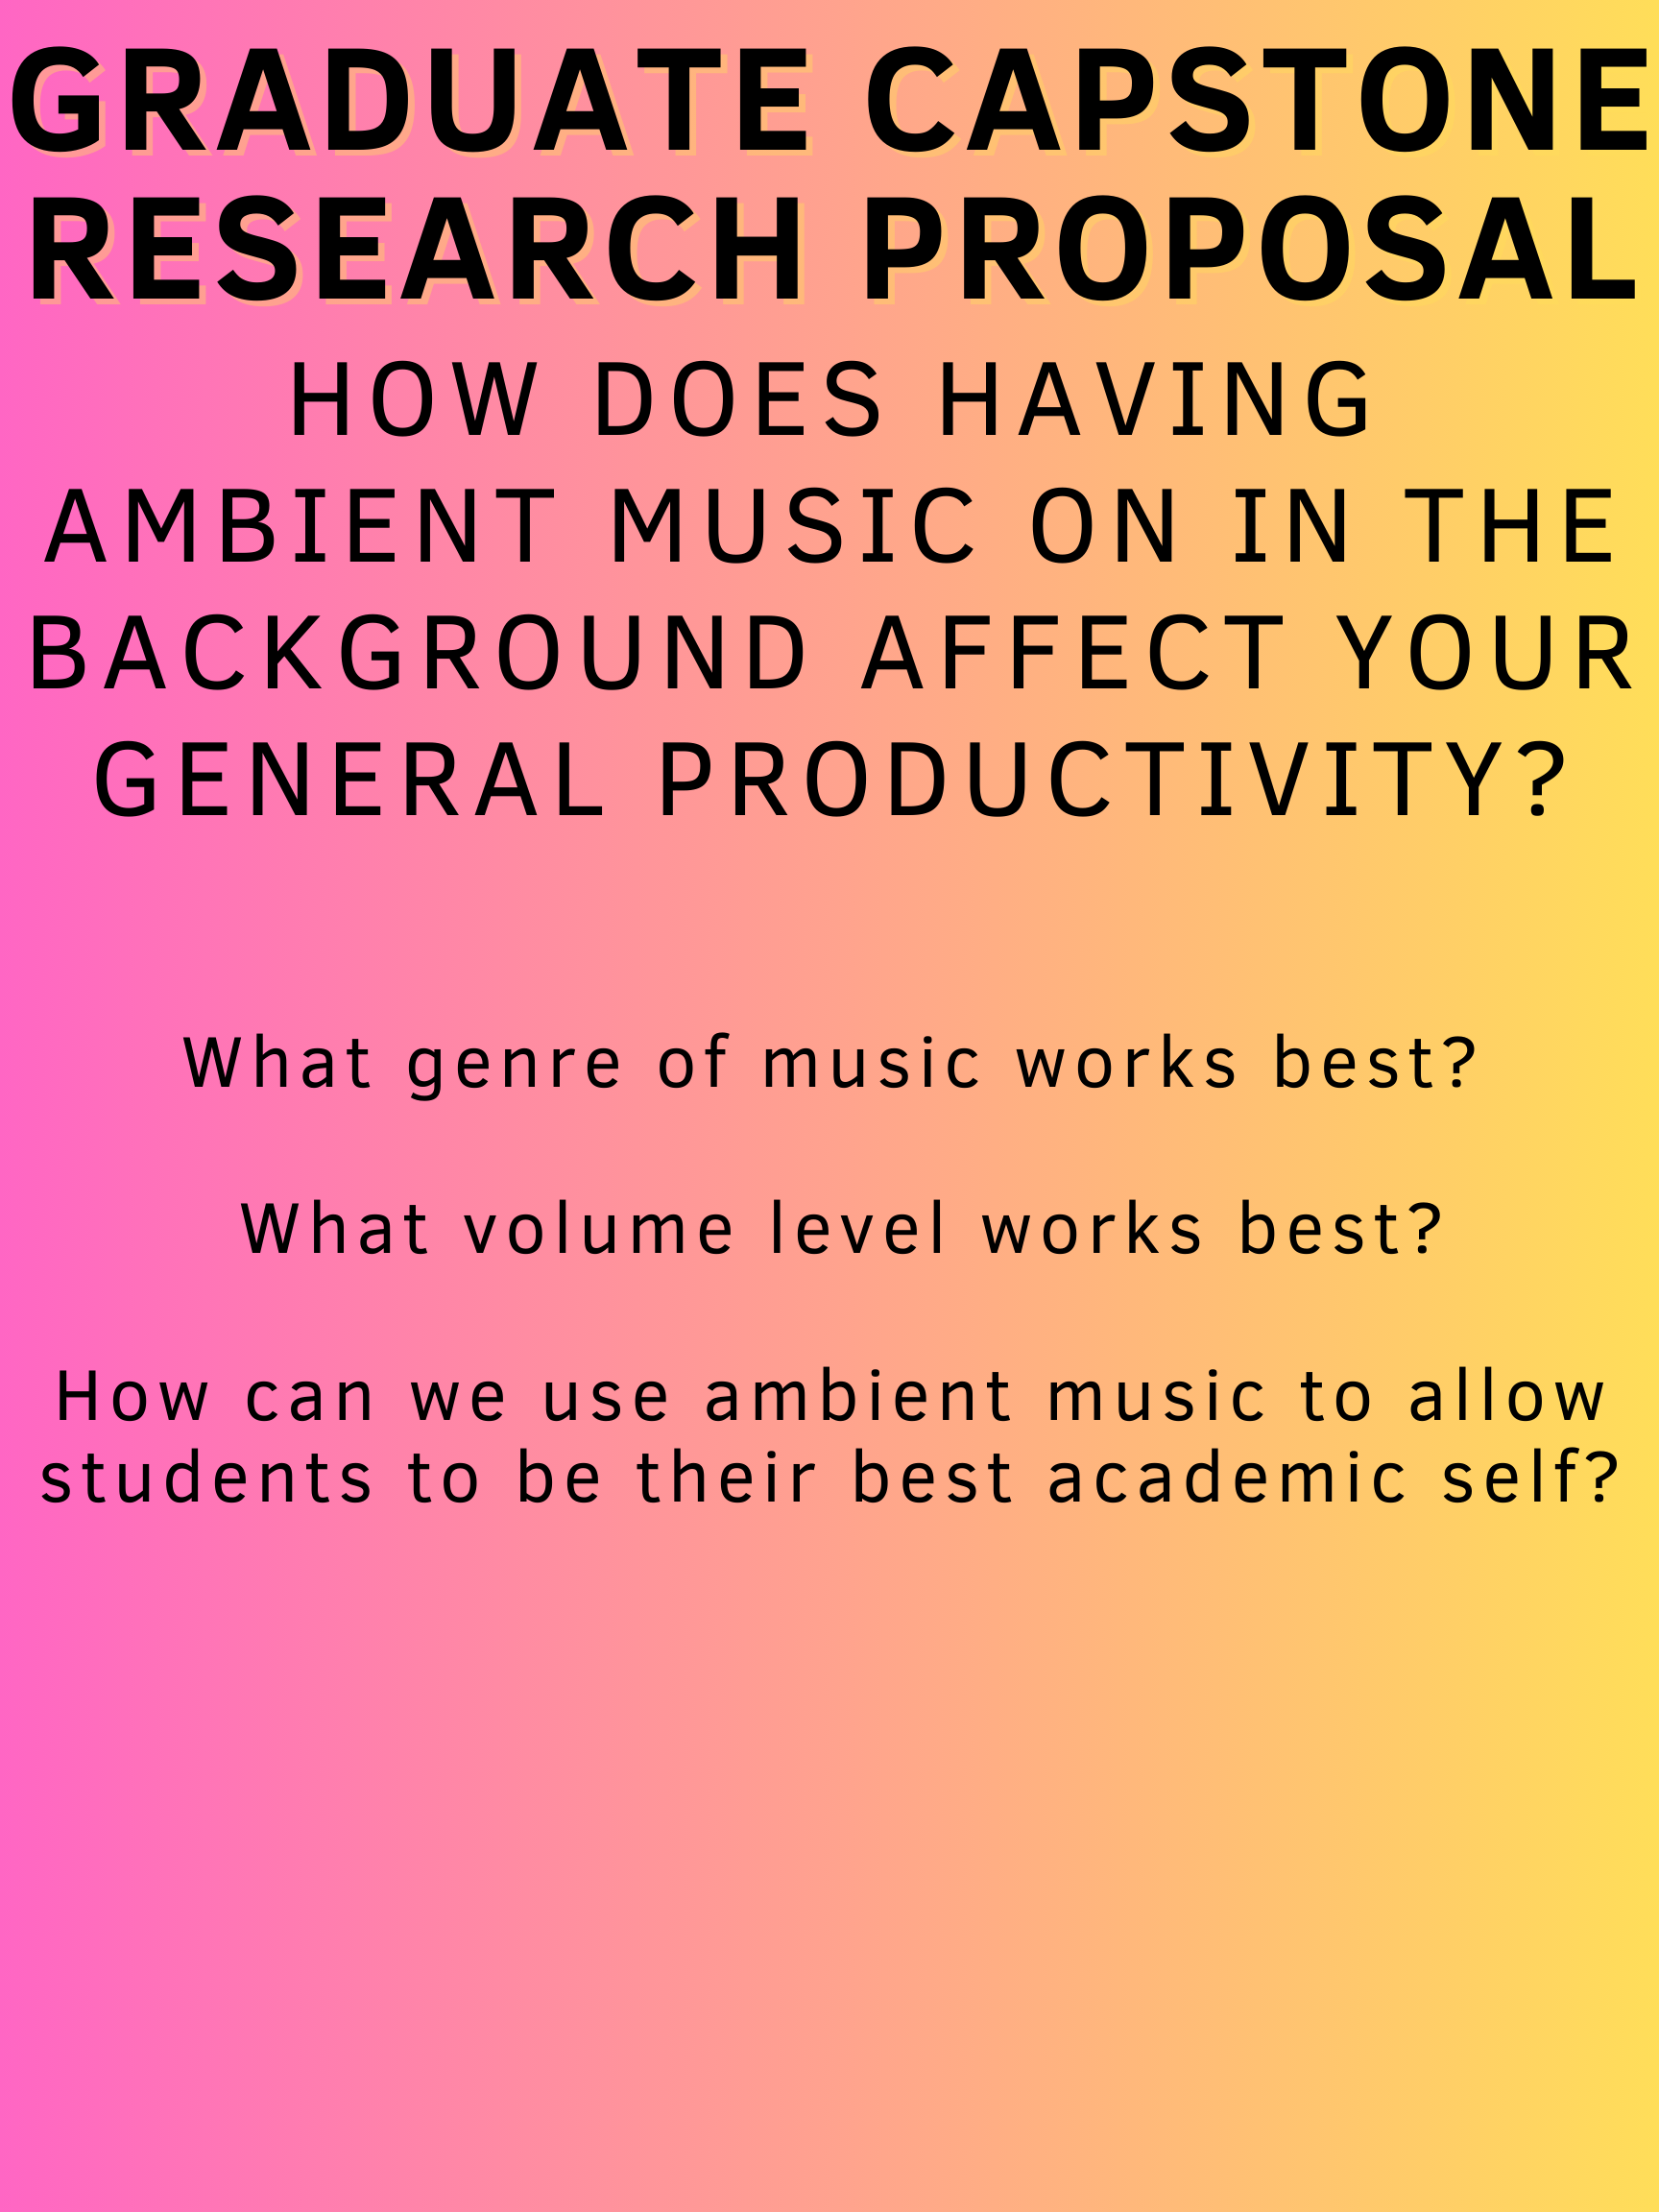 GRADUATE CAPSTONE
RESEARCH PROPOSAL
HOW DOES HAVING
AMBIENT MUSIC ON IN THE
BACKGROUND AFFECT YOUR
GENERAL PRODUCTIVITY?
What genre of music works best?
What volume level works best?
How can we use ambient music to allow
students to be their best academic self?